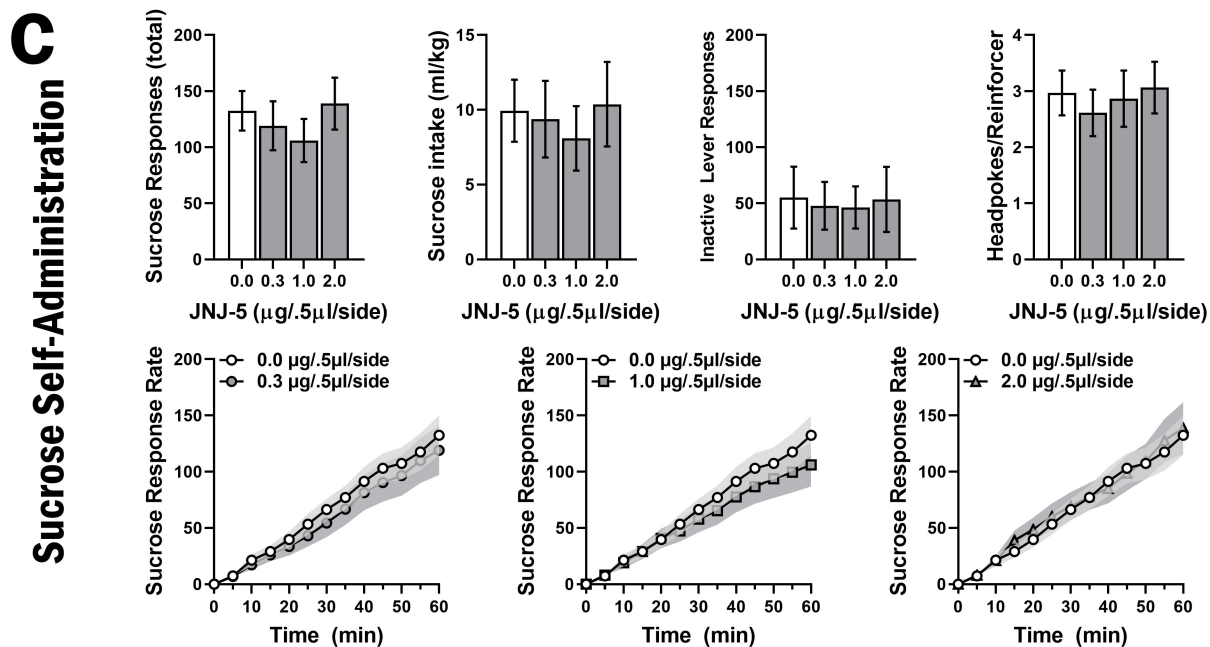 C
Sucrose Self-Administration
Sucrose Responses (total)
200
150
100
50
0
0.0 0.3 1.0 2.0
JNJ-5 (μg/.5μl/side)
Sucrose intake (ml/kg)
15
10
5
0
0.0 0.3 1.0 2.0
JNJ-5 (μg/.5μl/side)
Inactive Lever Responses
200
150
100
50
0
0.0 0.3 1.0 2.0
JNJ-5 (μg/.5μl/side)
Headpokes/Reinforcer
4
3
2
1
0
0.0 0.3 1.0 2.0
JNJ-5 (μg/.5μl/side)
Sucrose Response Rate
200
150
100
50
0
0.0 μg/.5μl/side
0.3 μg/.5μl/side
0 10 20 30 40 50 60
Time (min)
Sucrose Response Rate
200
150
100
50
0
0.0 μg/.5μl/side
1.0 μg/.5μl/side
0 10 20 30 40 50 60
Time (min)
Sucrose Response Rate
200
150
100
50
0
0.0 μg/.5μl/side
2.0 μg/.5μl/side
0 10 20 30 40 50 60
Time (min)